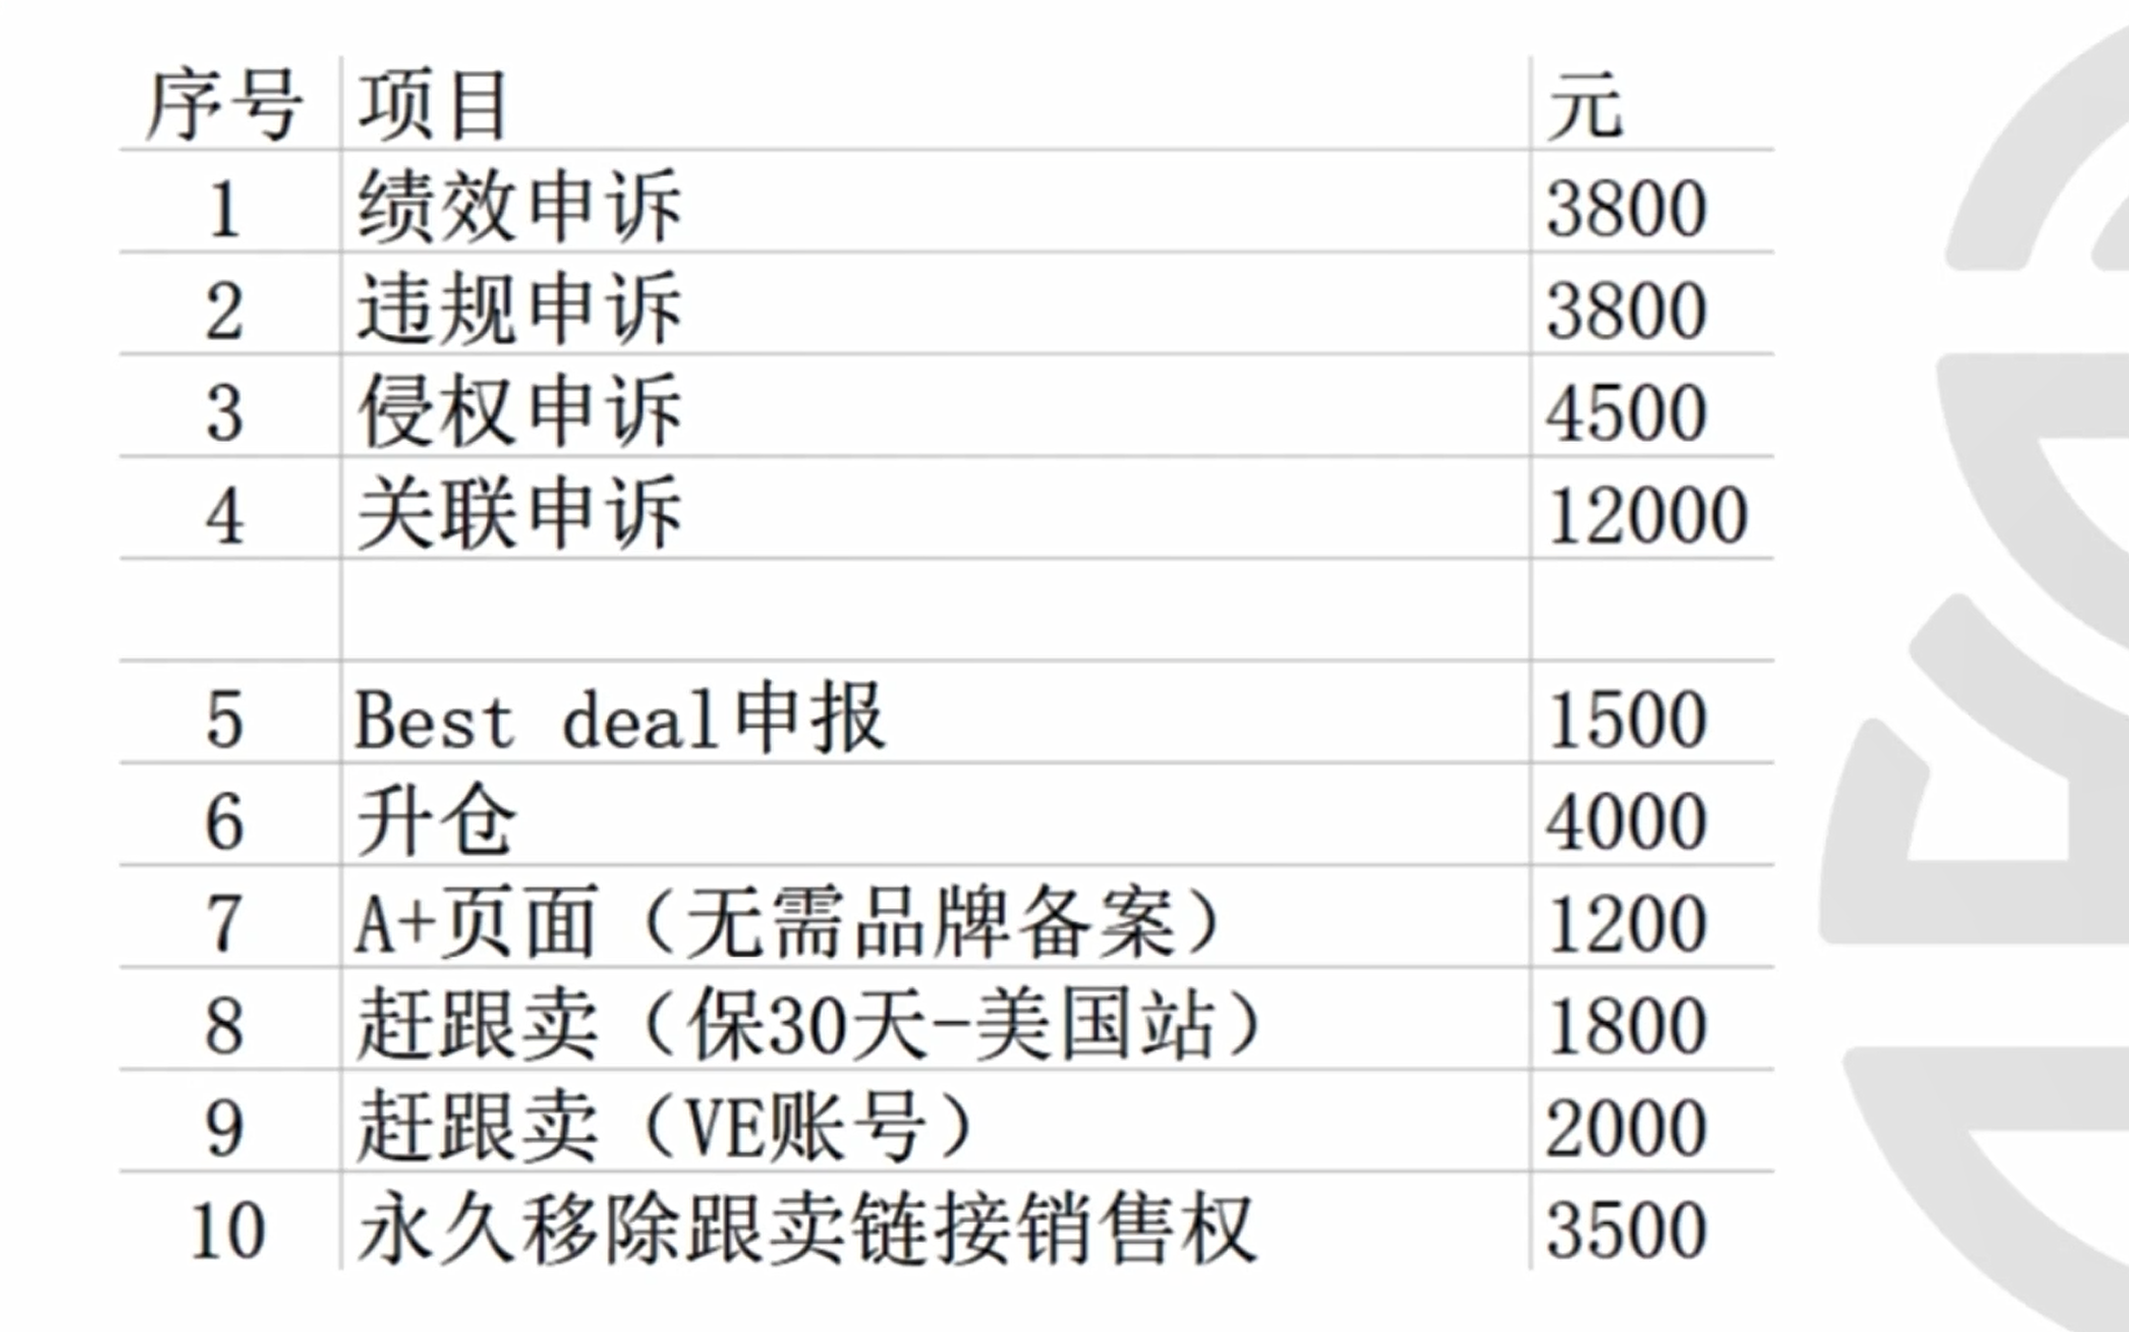 序号 项目 元
1 绩效申诉 3800
2 违规申诉 3800
3 侵权申诉 4500
4 关联申诉 12000
5 Best deal申报 1500
6 升仓 4000
7 A+页面（无需品牌备案） 1200
8 赶跟卖（保30天-美国站） 1800
9 赶跟卖（VE账号） 2000
10 永久移除跟卖链接销售权 3500